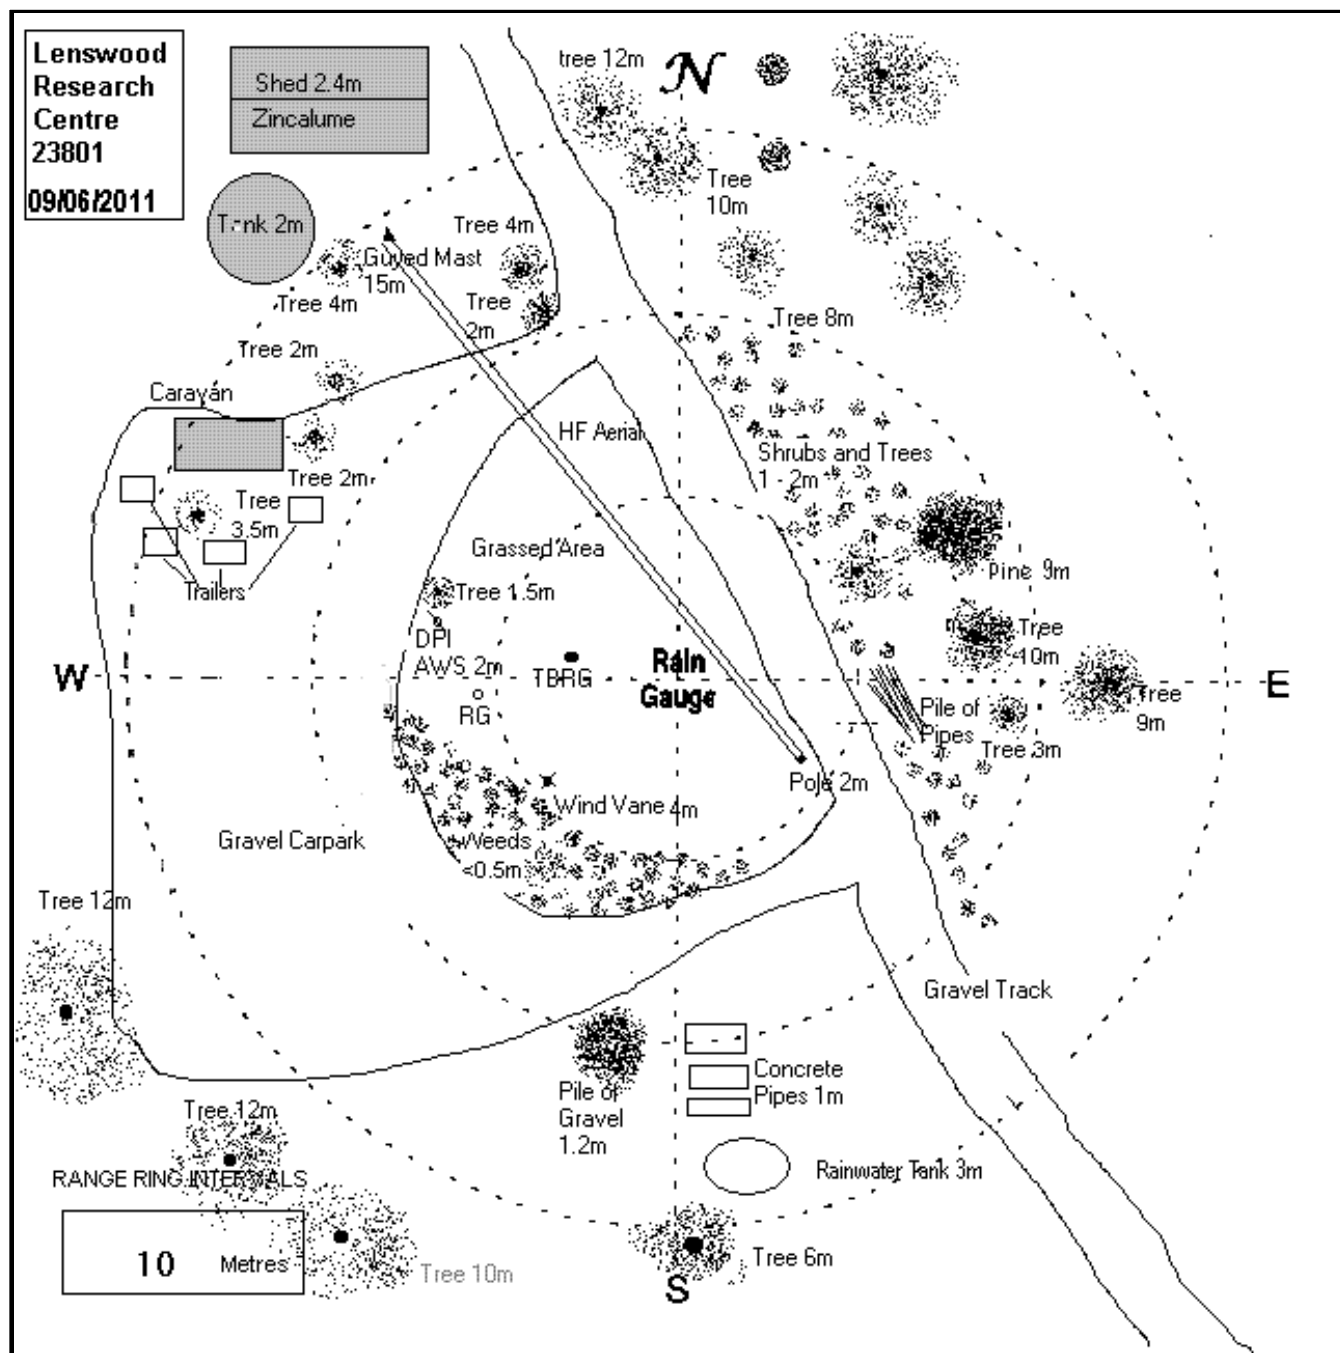 Lenswood
Research
Centre
23801
09/06/2011
Shed 2.4m
Zincalume
tree 12m
N
Tank 2m
Tree 4m
Guyed Mast
15m
Tree 4m
Tree
2m
Tree
10m
Tree 2m
Tree 8m
Caravan
HF Aerial
Shrubs and Trees
1 - 2m
Tree 2m
Tree
3.5m
Grassed Area
Trailers
Tree 1.5m
Pine 9m
DPI
AWS 2m
TBRG
RG
Rain
Gauge
Tree
10m
W
E
Tree
9m
Pile of
Pipes
Tree 3m
Pole 2m
Wind Vane 4m
Weeds
<0.5m
Gravel Carpark
Tree 12m
Gravel Track
Pile of
Gravel
1.2m
Concrete
Pipes 1m
Tree 12m
RANGE RING INTERVALS
10 Metres
Tree 10m
Rainwater Tank 3m
Tree 6m
S